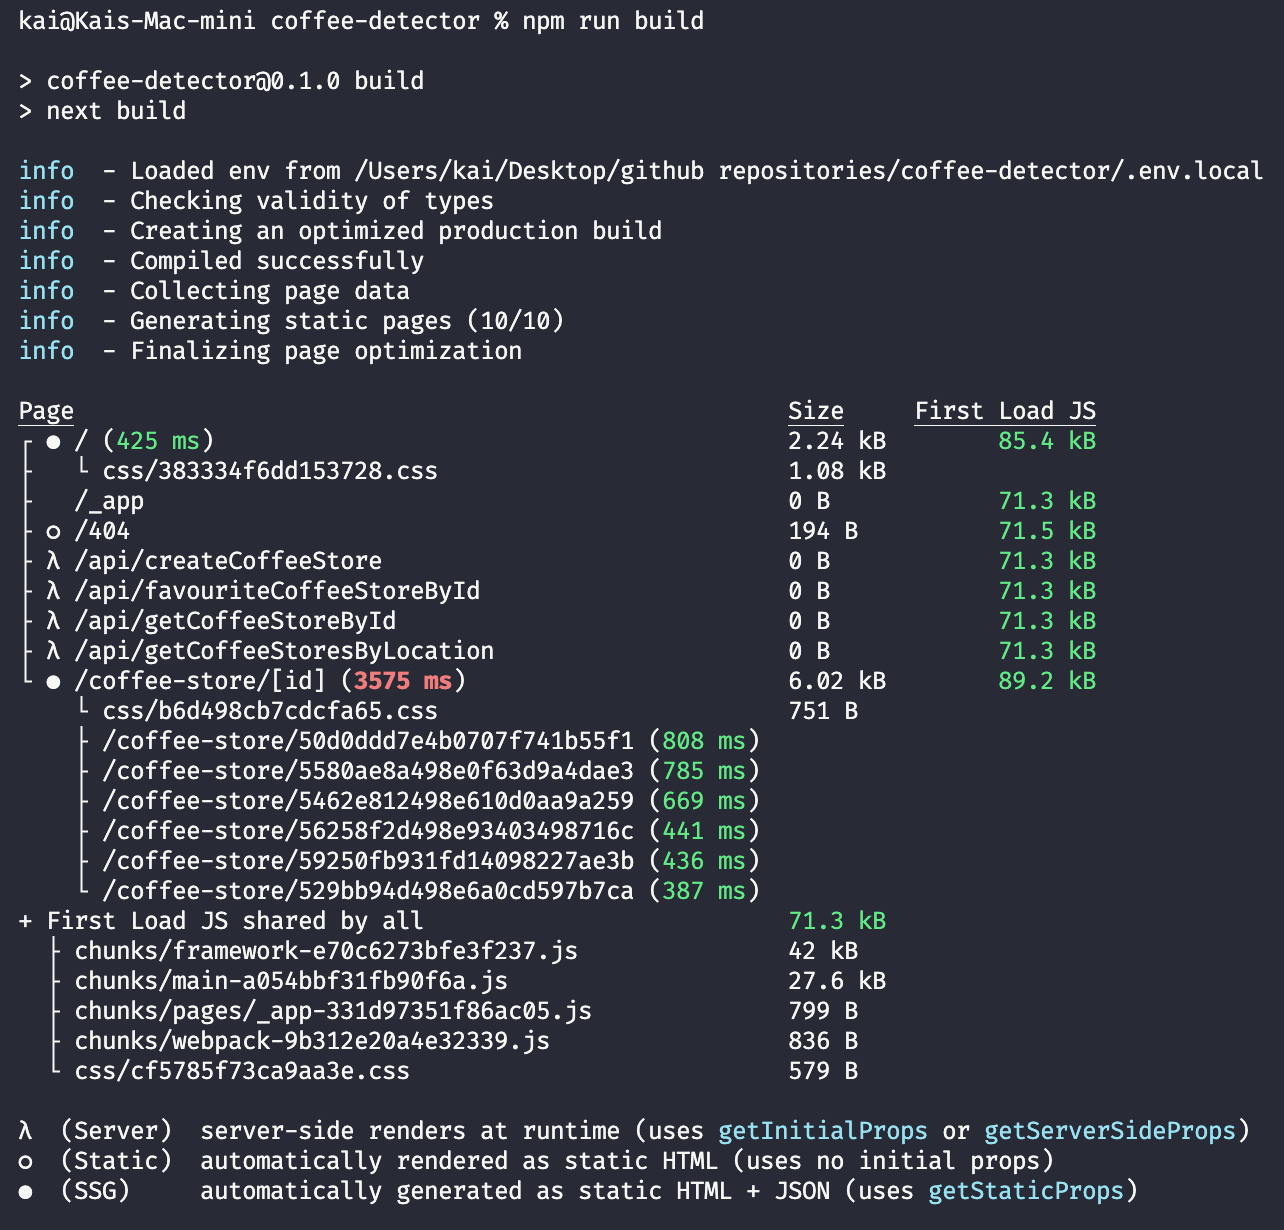 kai@Kais-Mac-mini coffee-detector % npm run build
> coffee-detector@0.1.0 build
> next build
info  - Loaded env from /Users/kai/Desktop/github repositories/coffee-detector/.env.local
info  - Checking validity of types
info  - Creating an optimized production build
info  - Compiled successfully
info  - Collecting page data
info  - Generating static pages (10/10)
info  - Finalizing page optimization
Page                                                   Size     First Load JS
┌ ● / (425 ms)                                         2.24 kB        85.4 kB
├   └ css/383334f6dd153728.css                         1.08 kB
├   /_app                                              0 B            71.3 kB
├ ○ /404                                               194 B          71.5 kB
├ λ /api/createCoffeeStore                             0 B            71.3 kB
├ λ /api/favouriteCoffeeStoreById                      0 B            71.3 kB
├ λ /api/getCoffeeStoreById                            0 B            71.3 kB
├ λ /api/getCoffeeStoresByLocation                     0 B            71.3 kB
└ ● /coffee-store/[id] (3575 ms)                       6.02 kB        89.2 kB
    └ css/b6d498cb7cdcfa65.css                         751 B
    ├ /coffee-store/50d0ddd7e4b0707f741b55f1 (808 ms)
    ├ /coffee-store/5580ae8a498e0f63d9a4dae3 (785 ms)
    ├ /coffee-store/5462e812498e610d0aa9a259 (669 ms)
    ├ /coffee-store/56258f2d498e93403498716c (441 ms)
    ├ /coffee-store/59250fb931fd14098227ae3b (436 ms)
    └ /coffee-store/529bb94d498e6a0cd597b7ca (387 ms)
+ First Load JS shared by all                          71.3 kB
  ├ chunks/framework-e70c6273bfe3f237.js               42 kB
  ├ chunks/main-a054bbf31fb90f6a.js                    27.6 kB
  ├ chunks/pages/_app-331d97351f86ac05.js              799 B
  ├ chunks/webpack-9b312e20a4e32339.js                 836 B
  └ css/cf5785f73ca9aa3e.css                           579 B
λ  (Server)  server-side renders at runtime (uses getInitialProps or getServerSideProps)
○  (Static)  automatically rendered as static HTML (uses no initial props)
●  (SSG)     automatically generated as static HTML + JSON (uses getStaticProps)